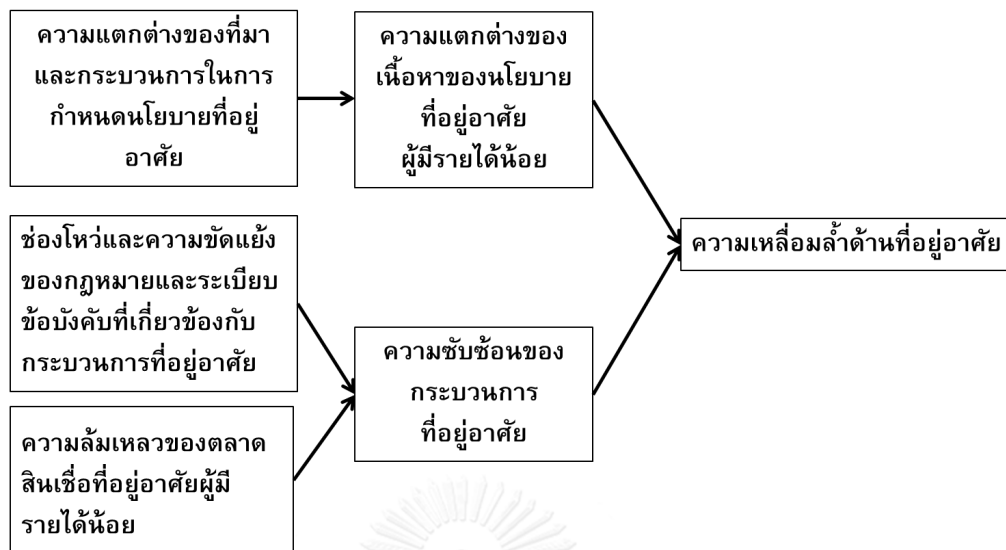 ความแตกต่างของที่มา
และกระบวนการในการ
กำหนดนโยบายที่อยู่
อาศัย
ความแตกต่างของ
เนื้อหาของนโยบาย
ที่อยู่อาศัย
ผู้มีรายได้น้อย
ช่องโหว่และความขัดแย้ง
ของกฎหมายและระเบียบ
ข้อบังคับที่เกี่ยวข้องกับ
กระบวนการที่อยู่อาศัย
ความล้มเหลวของตลาด
สินเชื่อที่อยู่อาศัยผู้มี
รายได้น้อย
ความซับซ้อนของ
กระบวนการ
ที่อยู่อาศัย
ความเหลื่อมล้ำด้านที่อยู่อาศัย